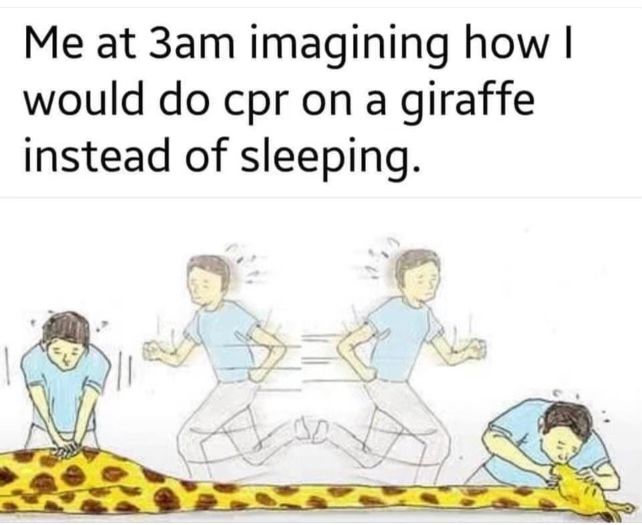 Me at 3am imagining how I
would do cpr on a giraffe
instead of sleeping.